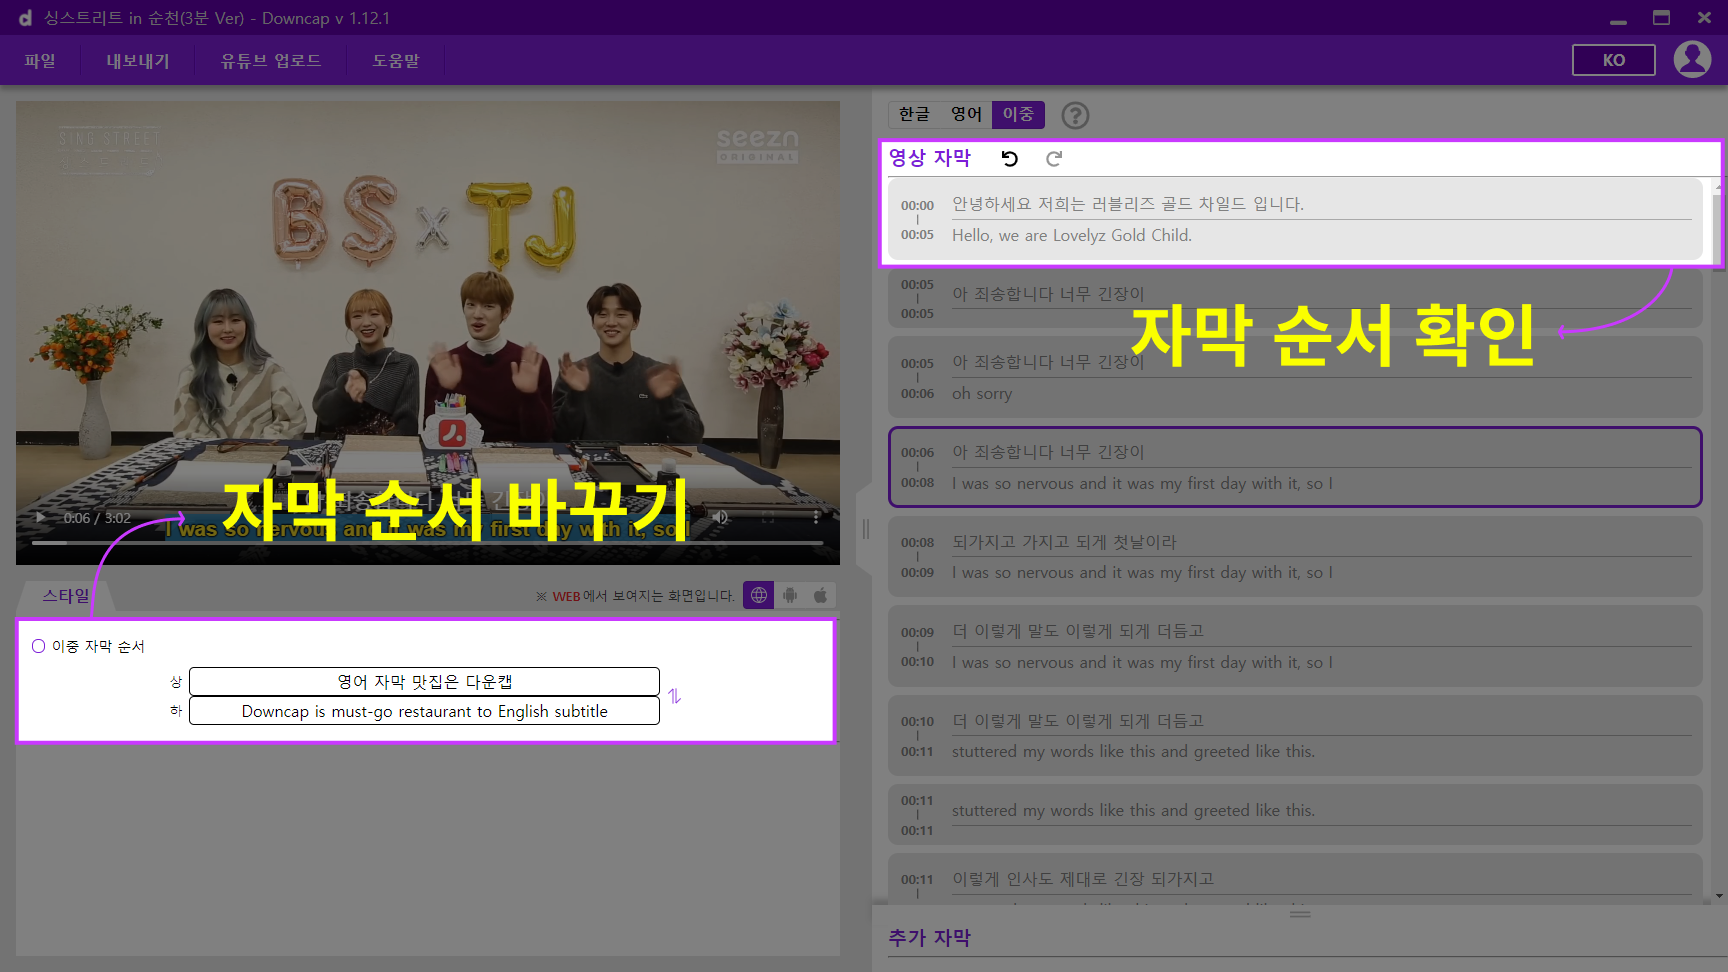 싱스트리트 in 순천(3분 Ver) - Downcap v 1.12.1
파일 내보내기 유튜브 업로드 도움말 KO
SING STREET
seezn
ORIGINAL
BS x TJ
자막 순서 바꾸기
0:06 / 3:02
I was so nervous and it was my first day with it, so I
스타일
※ WEB에서 보여지는 화면입니다.
이중 자막 순서
상 영어 자막 맛집은 다운캡
하 Downcap is must-go restaurant to English subtitle
한글 영어 이중 ?
영상 자막
00:00 안녕하세요 저희는 러블리즈 골드 차일드 입니다.
00:05 Hello, we are Lovelyz Gold Child.
00:05 아 죄송합니다 너무 긴장이
00:05
자막 순서 확인
00:05 아 죄송합니다 너무 긴장이
00:06 oh sorry
00:06 아 죄송합니다 너무 긴장이
00:08 I was so nervous and it was my first day with it, so I
00:08 되가지고 가지고 되게 첫날이라
00:09 I was so nervous and it was my first day with it, so I
00:09 더 이렇게 말도 이렇게 되게 더듬고
00:10 I was so nervous and it was my first day with it, so I
00:10 더 이렇게 말도 이렇게 되게 더듬고
00:11 stuttered my words like this and greeted like this.
00:11 stuttered my words like this and greeted like this.
00:11
00:11 이렇게 인사도 제대로 긴장 되가지고
추가 자막